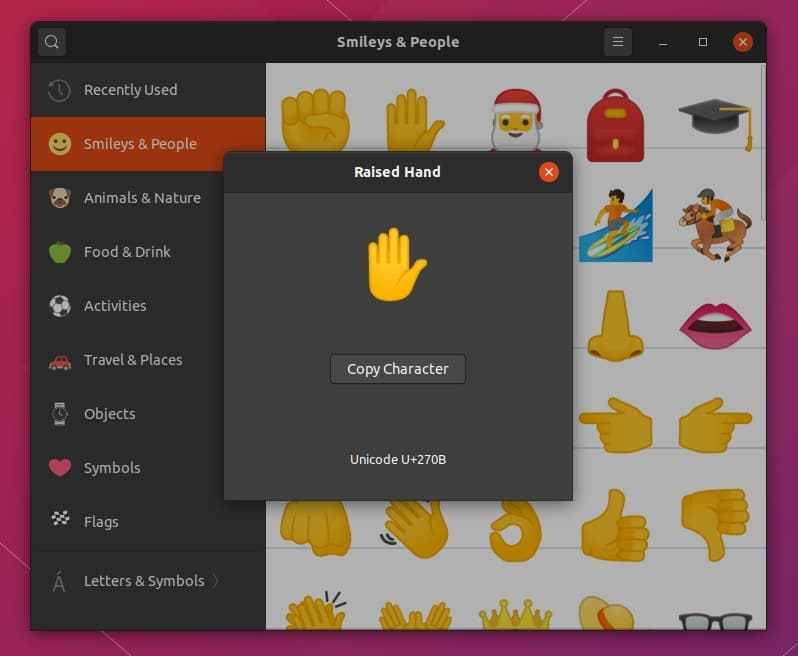 Smileys & People
Recently Used
Smileys & People
Animals & Nature
Food & Drink
Activities
Travel & Places
Objects
Symbols
Flags
Á Letters & Symbols
Raised Hand
Copy Character
Unicode U+270B